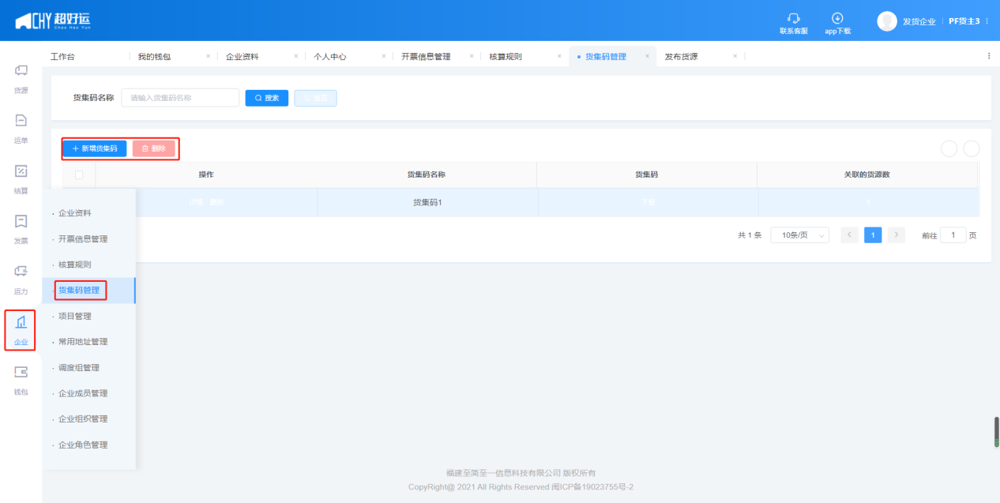 CHY 超好运
Chao Hao Yun
联系客服
app下载
发货企业
PF货主3
工作台
我的钱包
企业资料
个人中心
开票信息管理
核算规则
货集码管理
发布货源
货源
运单
结算
发票
运力
企业
钱包
货集码名称
请输入货集码名称
搜索
重置
+ 新增货集码
删除
操作
货集码名称
货集码
关联的货源数
详情 删除
货集码1
下载
共 1 条
10条/页
1
前往 1 页
· 企业资料
· 开票信息管理
· 核算规则
· 货集码管理
· 项目管理
· 常用地址管理
· 调度组管理
· 企业成员管理
· 企业组织管理
· 企业角色管理
福建至简至一信息科技有限公司 版权所有
CopyRight@ 2021 All Rights Reserved 闽ICP备19023755号-2